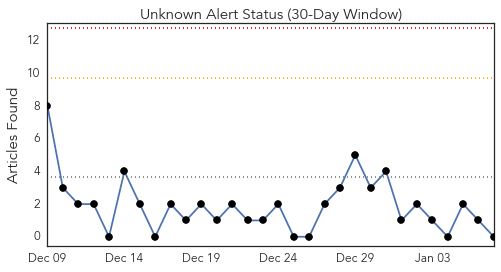 Unknown Alert Status (30-Day Window)
Articles Found
12
10
8
6
4
2
0
Dec 09 Dec 14 Dec 19 Dec 24 Dec 29 Jan 03